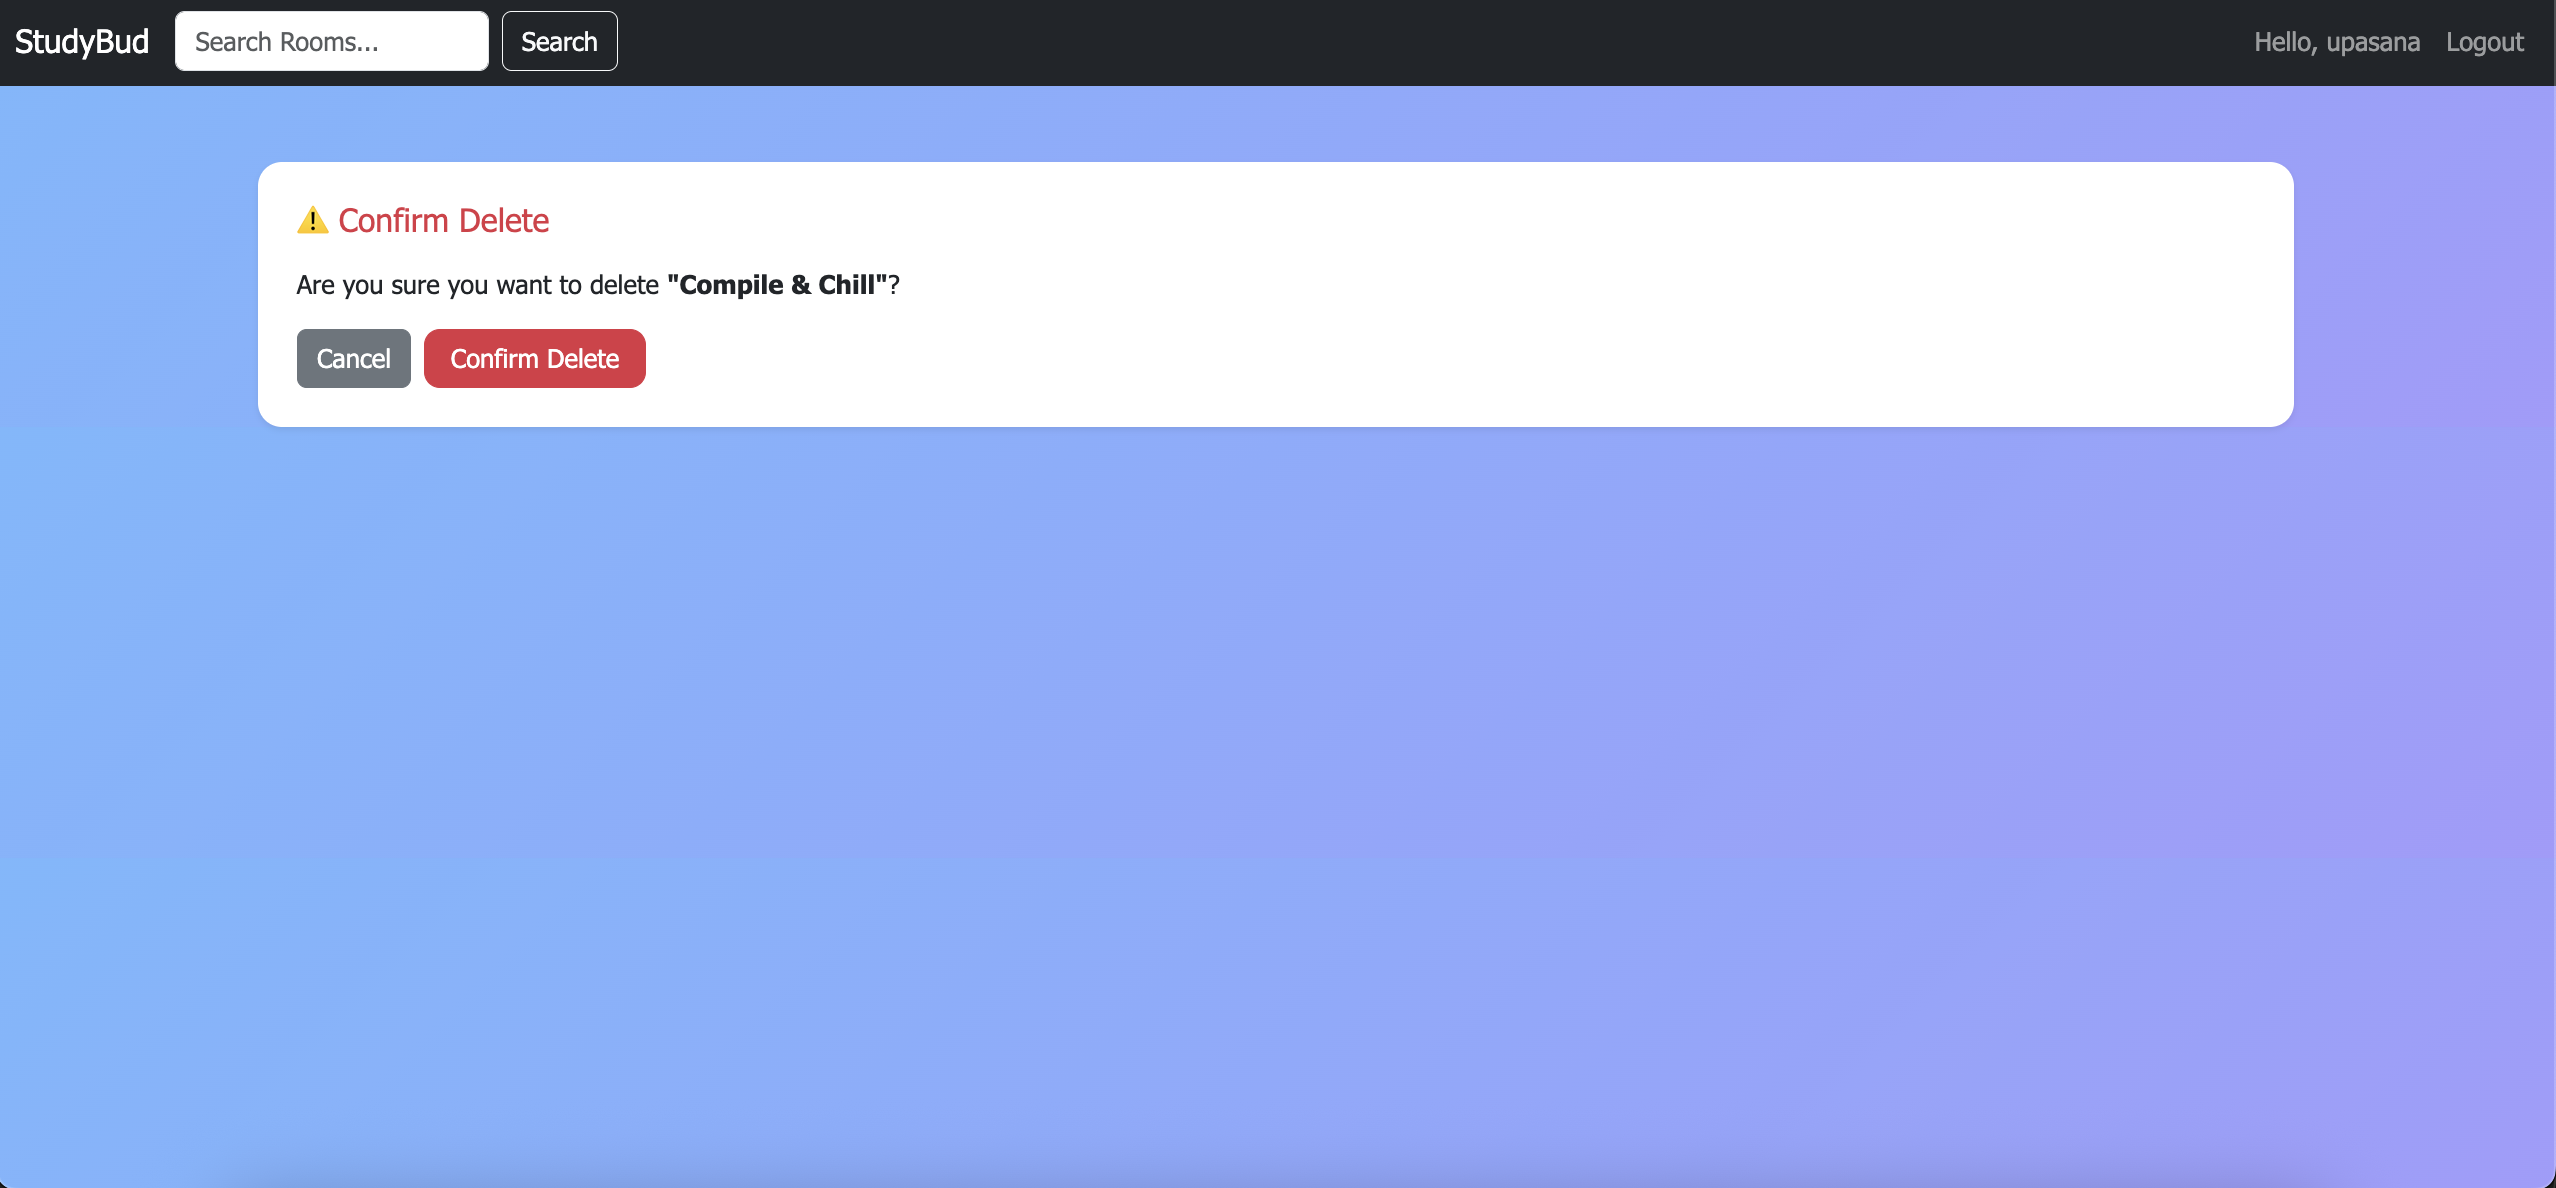 StudyBud Search Rooms... Search Hello, upasana Logout
⚠️ Confirm Delete
Are you sure you want to delete "Compile & Chill"?
Cancel Confirm Delete